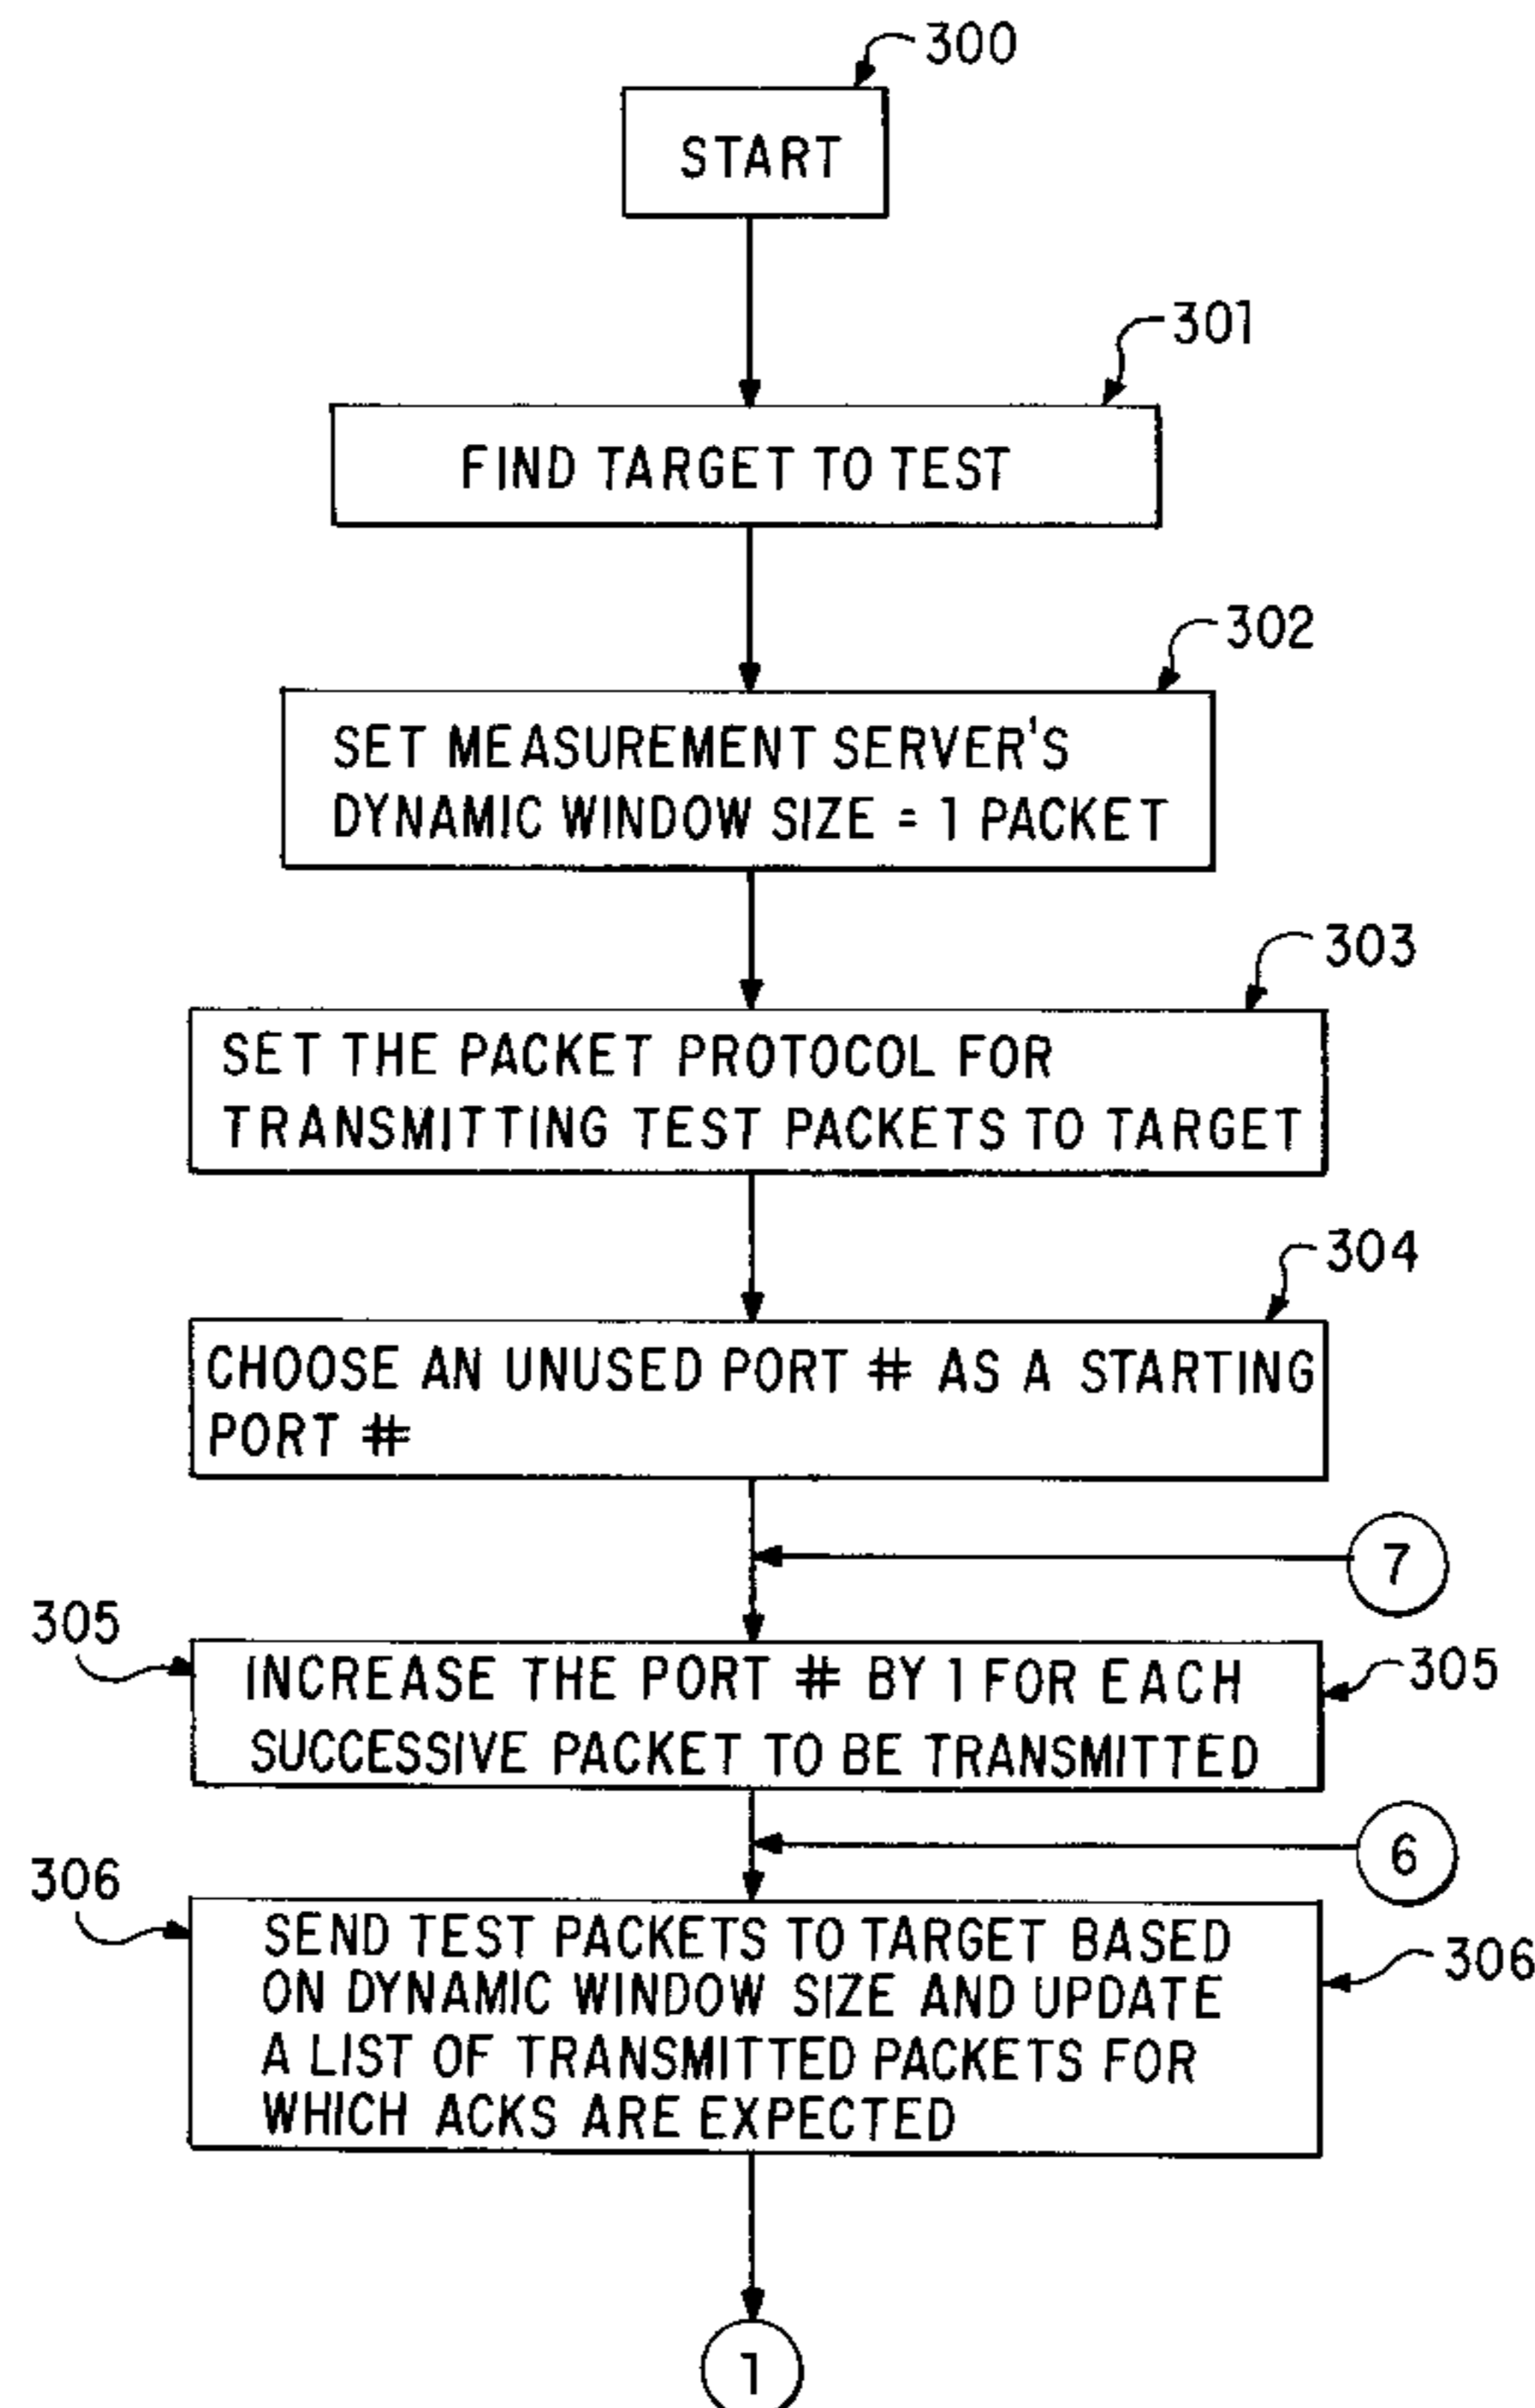 300
START
301
FIND TARGET TO TEST
302
SET MEASUREMENT SERVER'S
DYNAMIC WINDOW SIZE = 1 PACKET
303
SET THE PACKET PROTOCOL FOR
TRANSMITTING TEST PACKETS TO TARGET
304
CHOOSE AN UNUSED PORT # AS A STARTING
PORT #
7
305
305
INCREASE THE PORT # BY 1 FOR EACH
SUCCESSIVE PACKET TO BE TRANSMITTED
6
306
306
SEND TEST PACKETS TO TARGET BASED
ON DYNAMIC WINDOW SIZE AND UPDATE
A LIST OF TRANSMITTED PACKETS FOR
WHICH ACKS ARE EXPECTED
1